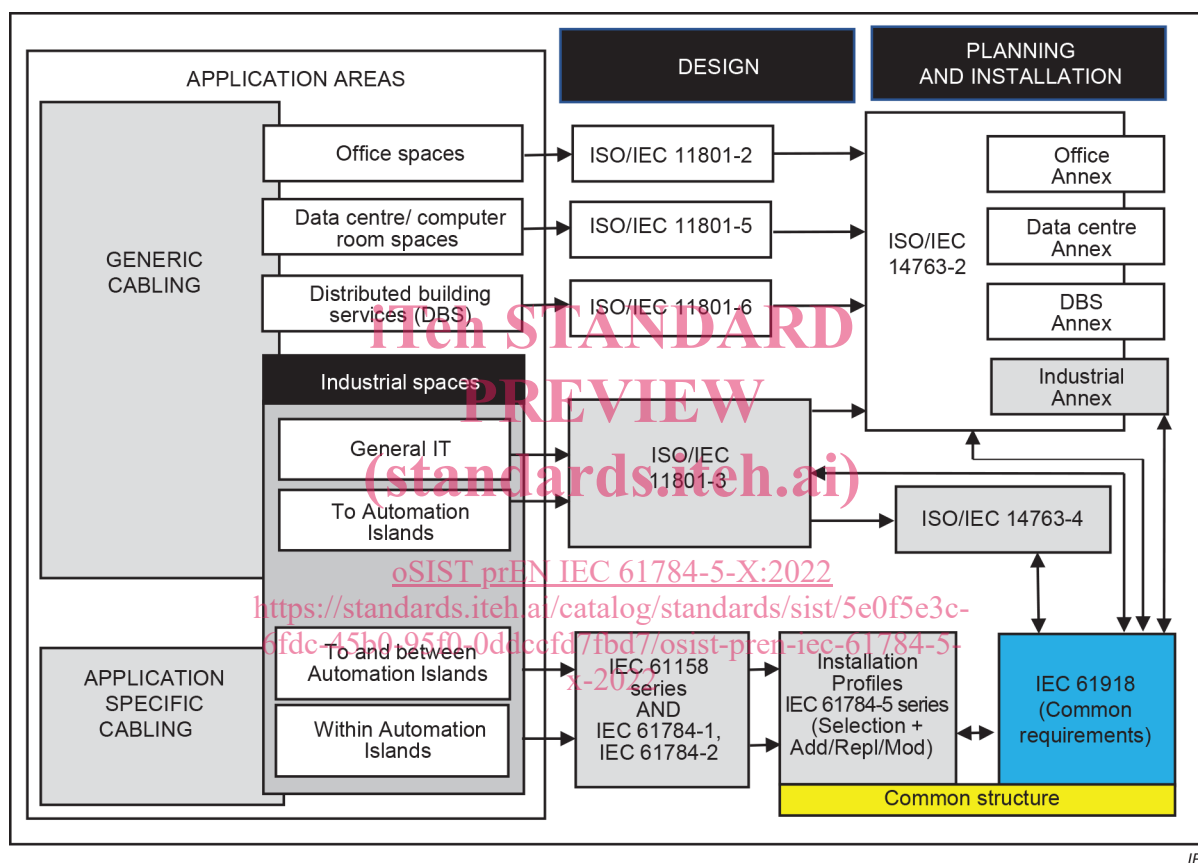 APPLICATION AREAS
DESIGN
PLANNING
AND INSTALLATION
GENERIC
CABLING
Office spaces
ISO/IEC 11801-2
Data centre/ computer
room spaces
ISO/IEC 11801-5
Distributed building
services (DBS)
ISO/IEC 11801-6
ISO/IEC
14763-2
Office
Annex
Data centre
Annex
DBS
Annex
Industrial
Annex
Industrial spaces
General IT
To Automation
Islands
ISO/IEC
11801-3
ISO/IEC 14763-4
iTeh STANDARD
PREVIEW
(standards.iteh.ai)
oSIST prEN IEC 61784-5-X:2022
https://standards.iteh.ai/catalog/standards/sist/5e0f5e3c-
6fdc-45b0-95f0-0ddccfd7fbd7/osist-pren-iec-61784-5-
x-2022
APPLICATION
SPECIFIC
CABLING
To and between
Automation Islands
Within Automation
Islands
IEC 61158
series
AND
IEC 61784-1,
IEC 61784-2
Installation
Profiles
IEC 61784-5 series
(Selection +
Add/Repl/Mod)
IEC 61918
(Common
requirements)
Common structure